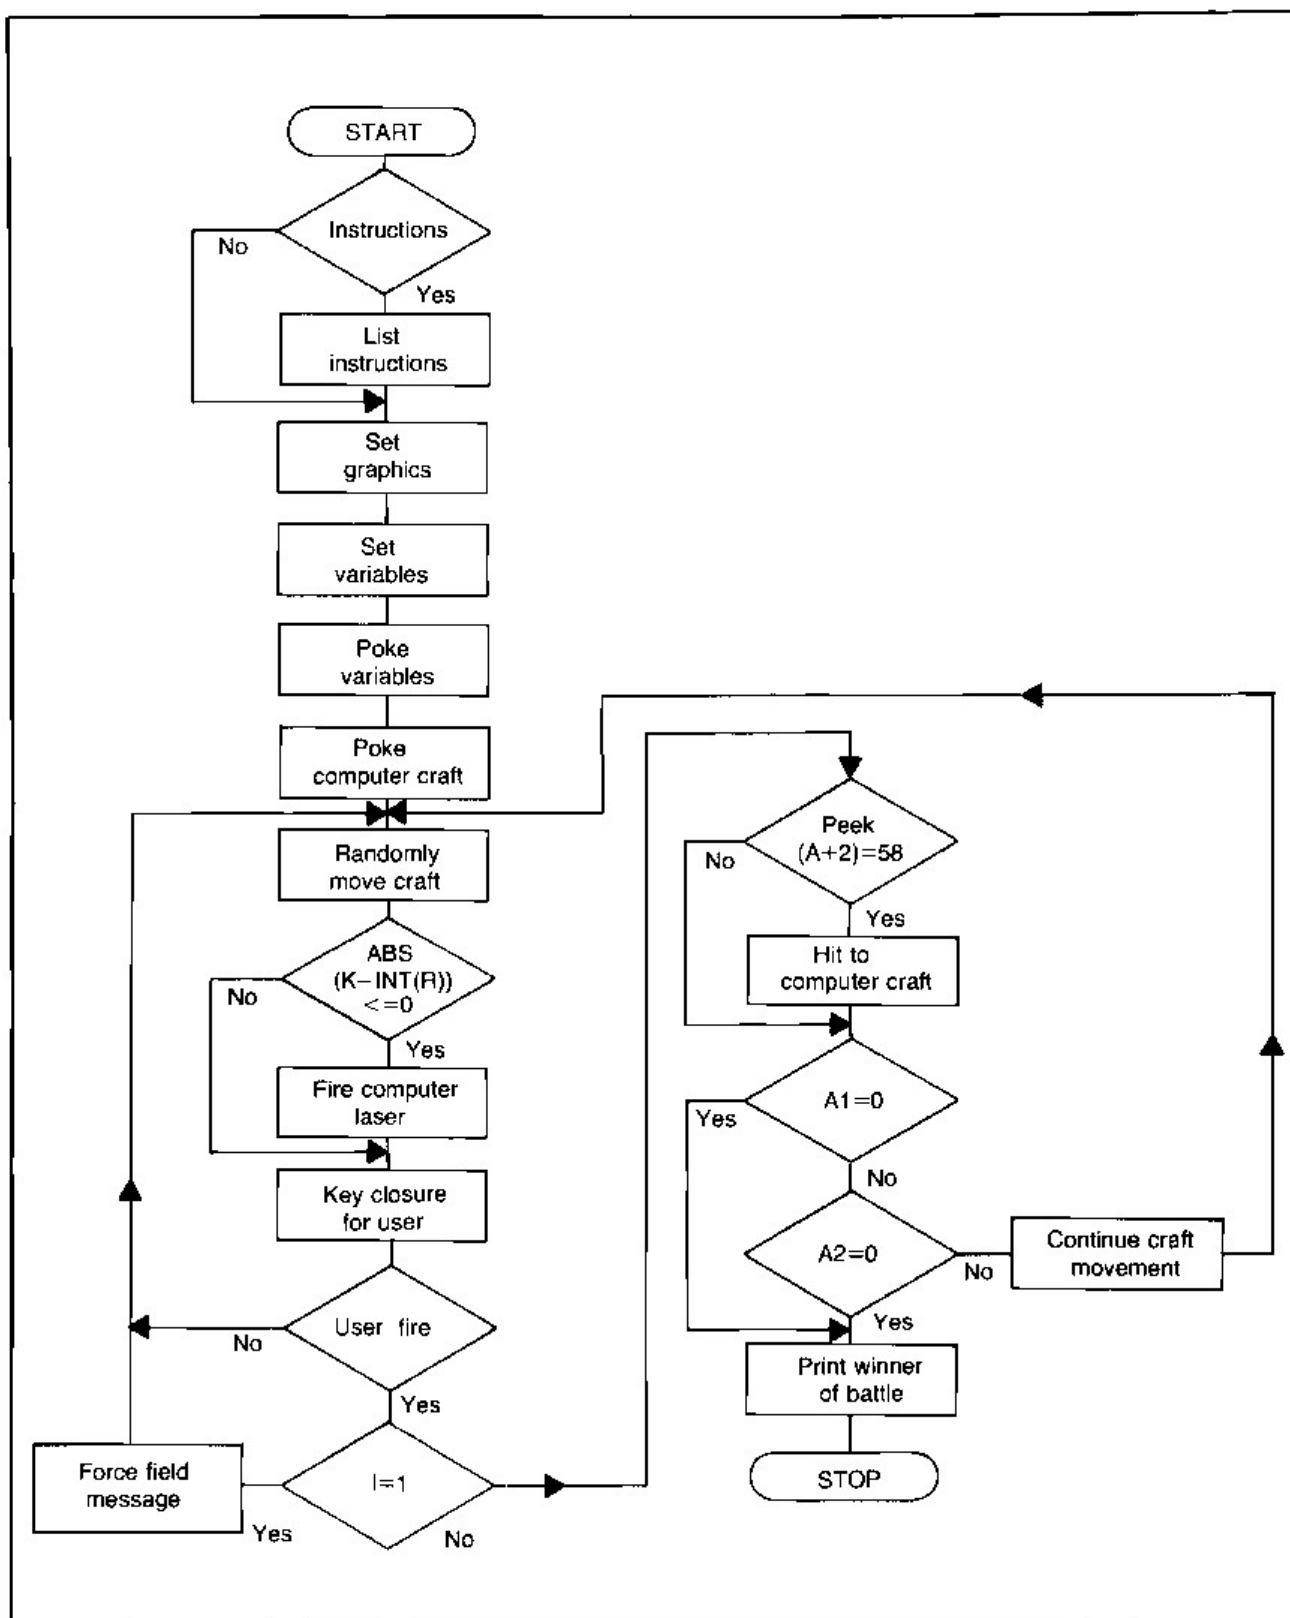 START
Instructions
No
Yes
List
instructions
Set
graphics
Set
variables
Poke
variables
Poke
computer craft
Randomly
move craft
ABS
(K−INT(R))
<=0
No
Yes
Fire computer
laser
Key closure
for user
User fire
No
Yes
I=1
Force field
message
Yes
No
Peek
(A+2)=58
No
Yes
Hit to
computer craft
A1=0
Yes
No
A2=0
No
Continue craft
movement
Yes
Print winner
of battle
STOP